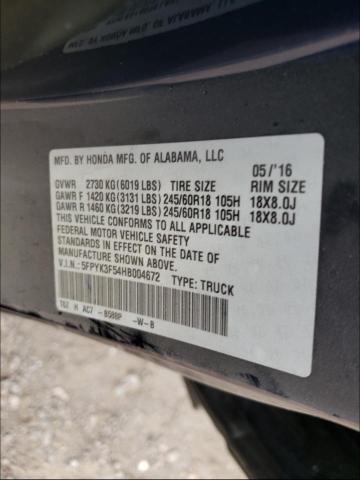 MFD. BY HONDA MFG. OF ALABAMA, LLC 05/'16
GVWR 2730 KG(6019 LBS) TIRE SIZE RIM SIZE
GAWR F 1420 KG(3131 LBS) 245/60R18 105H 18X8.0J
GAWR R 1460 KG(3219 LBS) 245/60R18 105H 18X8.0J
THIS VEHICLE CONFORMS TO ALL APPLICABLE
FEDERAL MOTOR VEHICLE SAFETY
STANDARDS IN EFFECT ON THE DATE OF
MANUFACTURE SHOWN ABOVE.
V.I.N.: 5FPYK3F54HB004672 TYPE: TRUCK
T6Z H AC7 - B588P -W-B